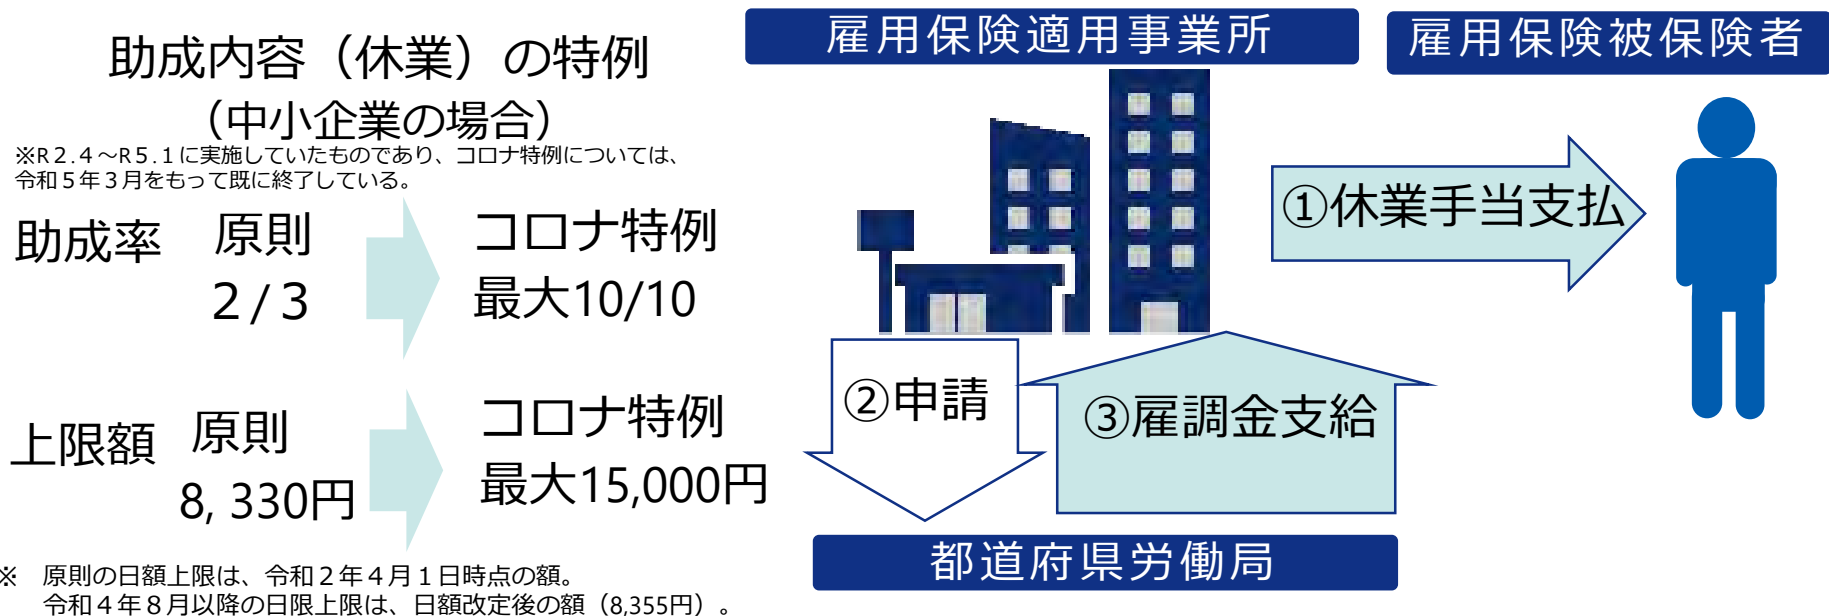 助成内容（休業）の特例
（中小企業の場合）
※R２.４～R５.１に実施していたものであり、コロナ特例については、
令和５年３月をもって既に終了している。
助成率
原則
２/３
コロナ特例
最大10/10
上限額
原則
8, 330円
コロナ特例
最大15,000円
※　原則の日額上限は、令和２年４月１日時点の額。
令和４年８月以降の日限上限は、日額改定後の額（8,355円）。
雇用保険適用事業所
雇用保険被保険者
①休業手当支払
②申請
③雇調金支給
都道府県労働局